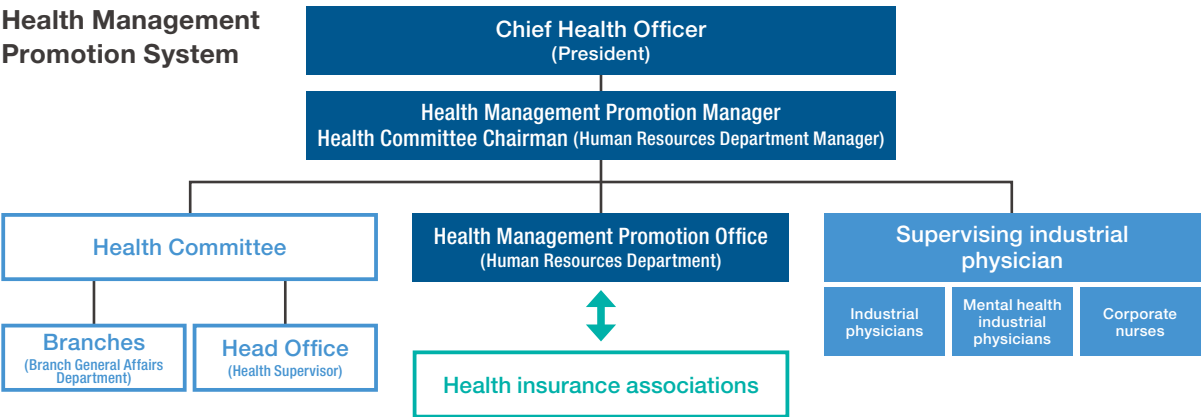 Health Management
Promotion System
Chief Health Officer
(President)
Health Management Promotion Manager
Health Committee Chairman (Human Resources Department Manager)
Health Committee
Health Management Promotion Office
(Human Resources Department)
Supervising industrial
physician
Industrial
physicians
Mental health
industrial
physicians
Corporate
nurses
Branches
(Branch General Affairs
Department)
Head Office
(Health Supervisor)
Health insurance associations